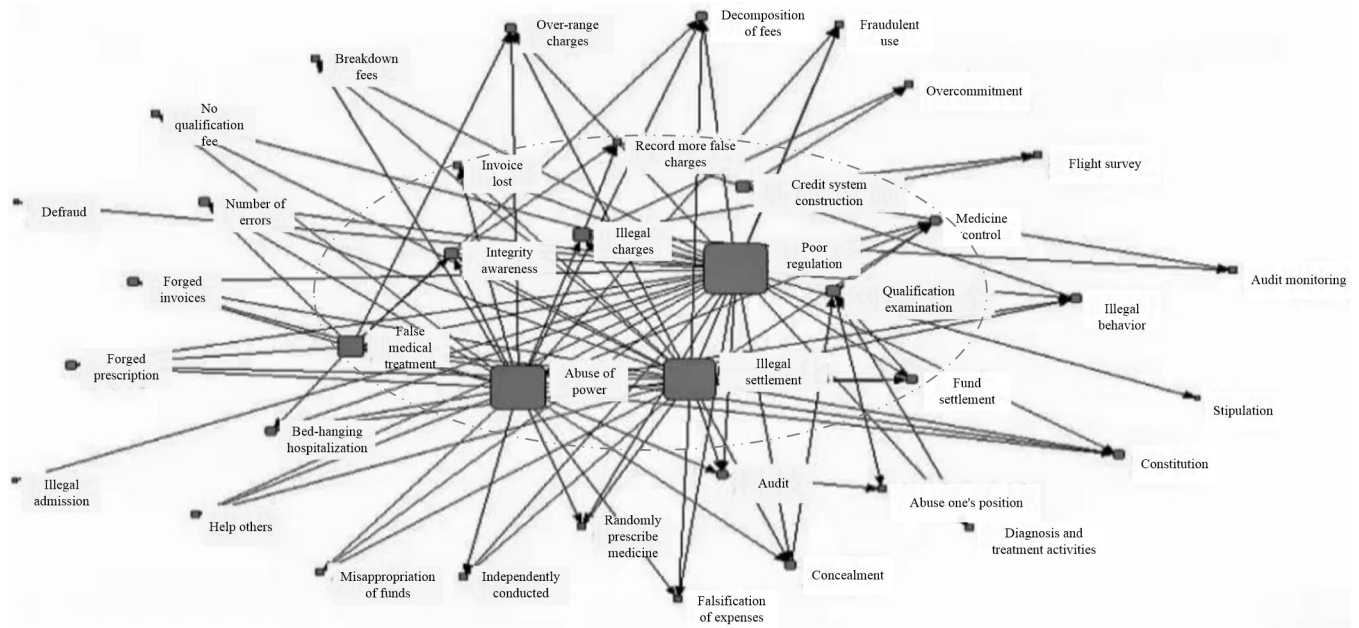 Over-range
charges
Decomposition
of fees
Fraudulent
use
Breakdown
fees
Overcommitment
No
qualification
fee
Record more false
charges
Flight survey
Invoice
lost
Credit system
construction
Defraud
Number of
errors
Medicine
control
Integrity
awareness
Illegal
charges
Poor
regulation
Audit monitoring
Forged
invoices
Qualification
examination
Illegal
behavior
False
medical
treatment
Forged
prescription
Abuse of
power
Illegal
settlement
Fund
settlement
Stipulation
Bed-hanging
hospitalization
Constitution
Illegal
admission
Audit
Abuse one's position
Help others
Randomly
prescribe
medicine
Diagnosis and
treatment activities
Misappropriation
of funds
Independently
conducted
Concealment
Falsification
of expenses